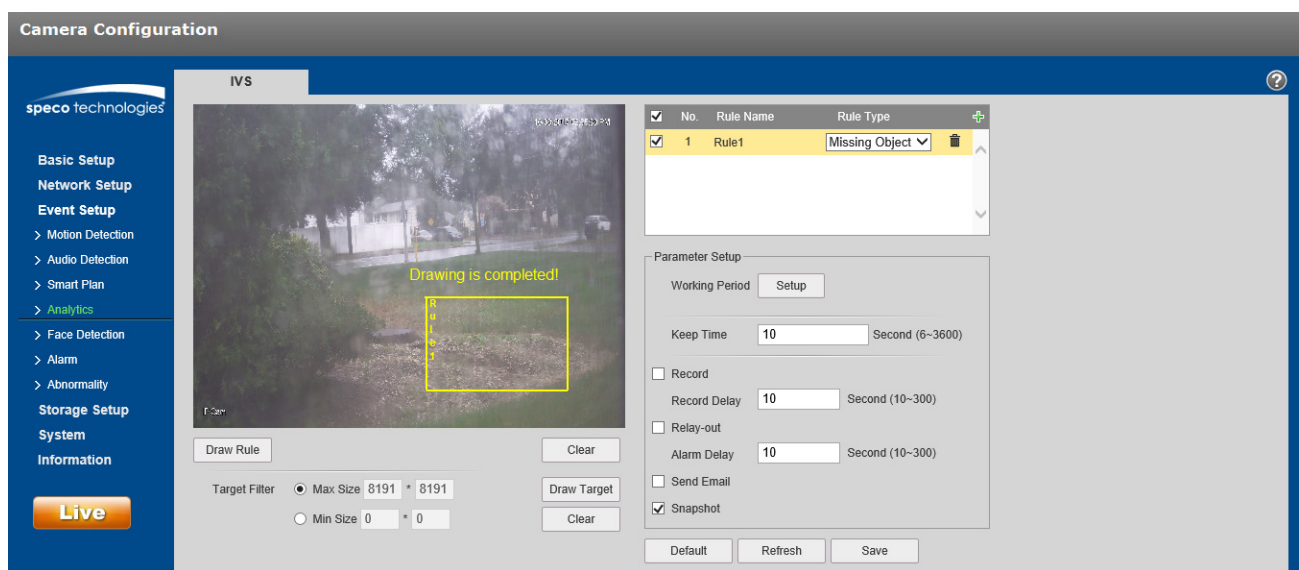 Camera Configuration
speco technologies
IVS
?
Basic Setup
Network Setup
Event Setup
> Motion Detection
> Audio Detection
> Smart Plan
> Analytics
> Face Detection
> Alarm
> Abnormality
Storage Setup
System
Information
Live
Drawing is completed!
Rule1
Draw Rule
Clear
Target Filter Max Size 8191 * 8191 Draw Target
Min Size 0 * 0 Clear
No. Rule Name Rule Type
1 Rule1 Missing Object
Parameter Setup
Working Period Setup
Keep Time 10 Second (6~3600)
Record
Record Delay 10 Second (10~300)
Relay-out
Alarm Delay 10 Second (10~300)
Send Email
Snapshot
Default Refresh Save